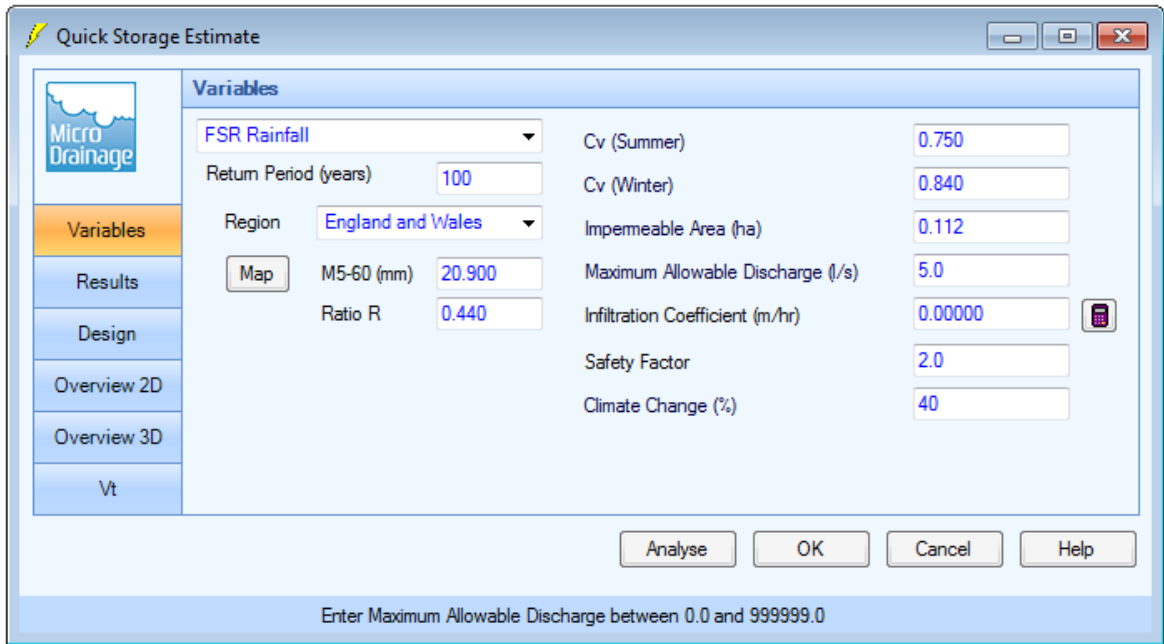 Quick Storage Estimate
Micro
Drainage
Variables
Results
Design
Overview 2D
Overview 3D
Vt
Variables
FSR Rainfall
Return Period (years) 100
Region England and Wales
Map M5-60 (mm) 20.900
Ratio R 0.440
Cv (Summer) 0.750
Cv (Winter) 0.840
Impermeable Area (ha) 0.112
Maximum Allowable Discharge (l/s) 5.0
Infiltration Coefficient (m/hr) 0.00000
Safety Factor 2.0
Climate Change (%) 40
Analyse OK Cancel Help
Enter Maximum Allowable Discharge between 0.0 and 999999.0